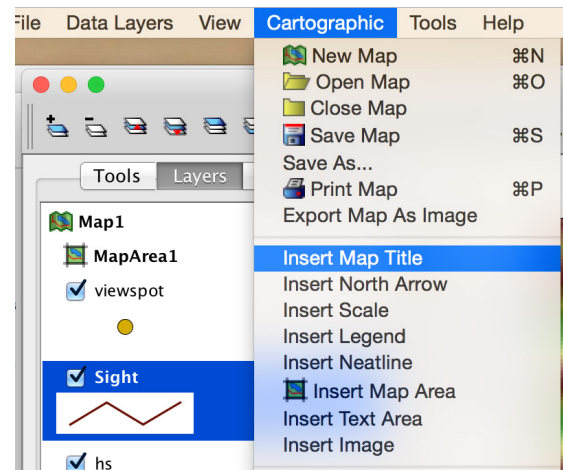 File Data Layers View Cartographic Tools Help
New Map ⌘N
Open Map ⌘O
Close Map
Save Map ⌘S
Save As...
Print Map ⌘P
Export Map As Image
Insert Map Title
Insert North Arrow
Insert Scale
Insert Legend
Insert Neatline
Insert Map Area
Insert Text Area
Insert Image
Tools Layers
Map1
MapArea1
viewspot
Sight
hs